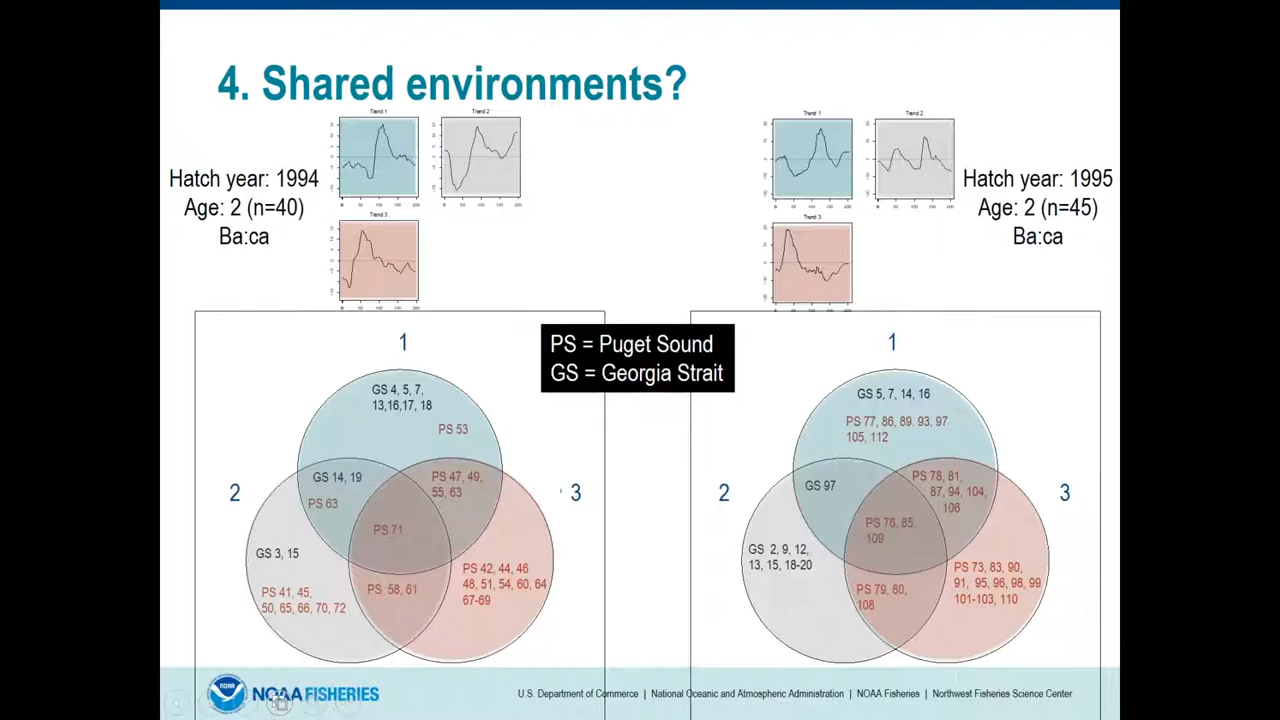 4. Shared environments?
Trend 1
Trend 2
Hatch year: 1994
Age: 2 (n=40)
Ba:ca
Trend 3
Trend 1
Trend 2
Hatch year: 1995
Age: 2 (n=45)
Ba:ca
Trend 3
PS = Puget Sound
GS = Georgia Strait
1
GS 4, 5, 7,
13,16,17, 18
PS 53
2
GS 14, 19
PS 63
PS 47, 49,
55, 63
3
PS 71
GS 3, 15
PS 41, 45,
50, 65, 66, 70, 72
PS 58, 61
PS 42, 44, 46
48, 51, 54, 60, 64
67-69
1
GS 5, 7, 14, 16
PS 77, 86, 89. 93. 97
105, 112
2
GS 97
PS 78, 81,
87, 94, 104,
106
3
PS 76, 85,
109
GS 2, 9, 12,
13, 15, 18-20
PS 79, 80,
108
PS 73, 83, 90,
91, 95, 96, 98, 99
101-103, 110
NOAA FISHERIES
U.S. Department of Commerce | National Oceanic and Atmospheric Administration | NOAA Fisheries | Northwest Fisheries Science Center